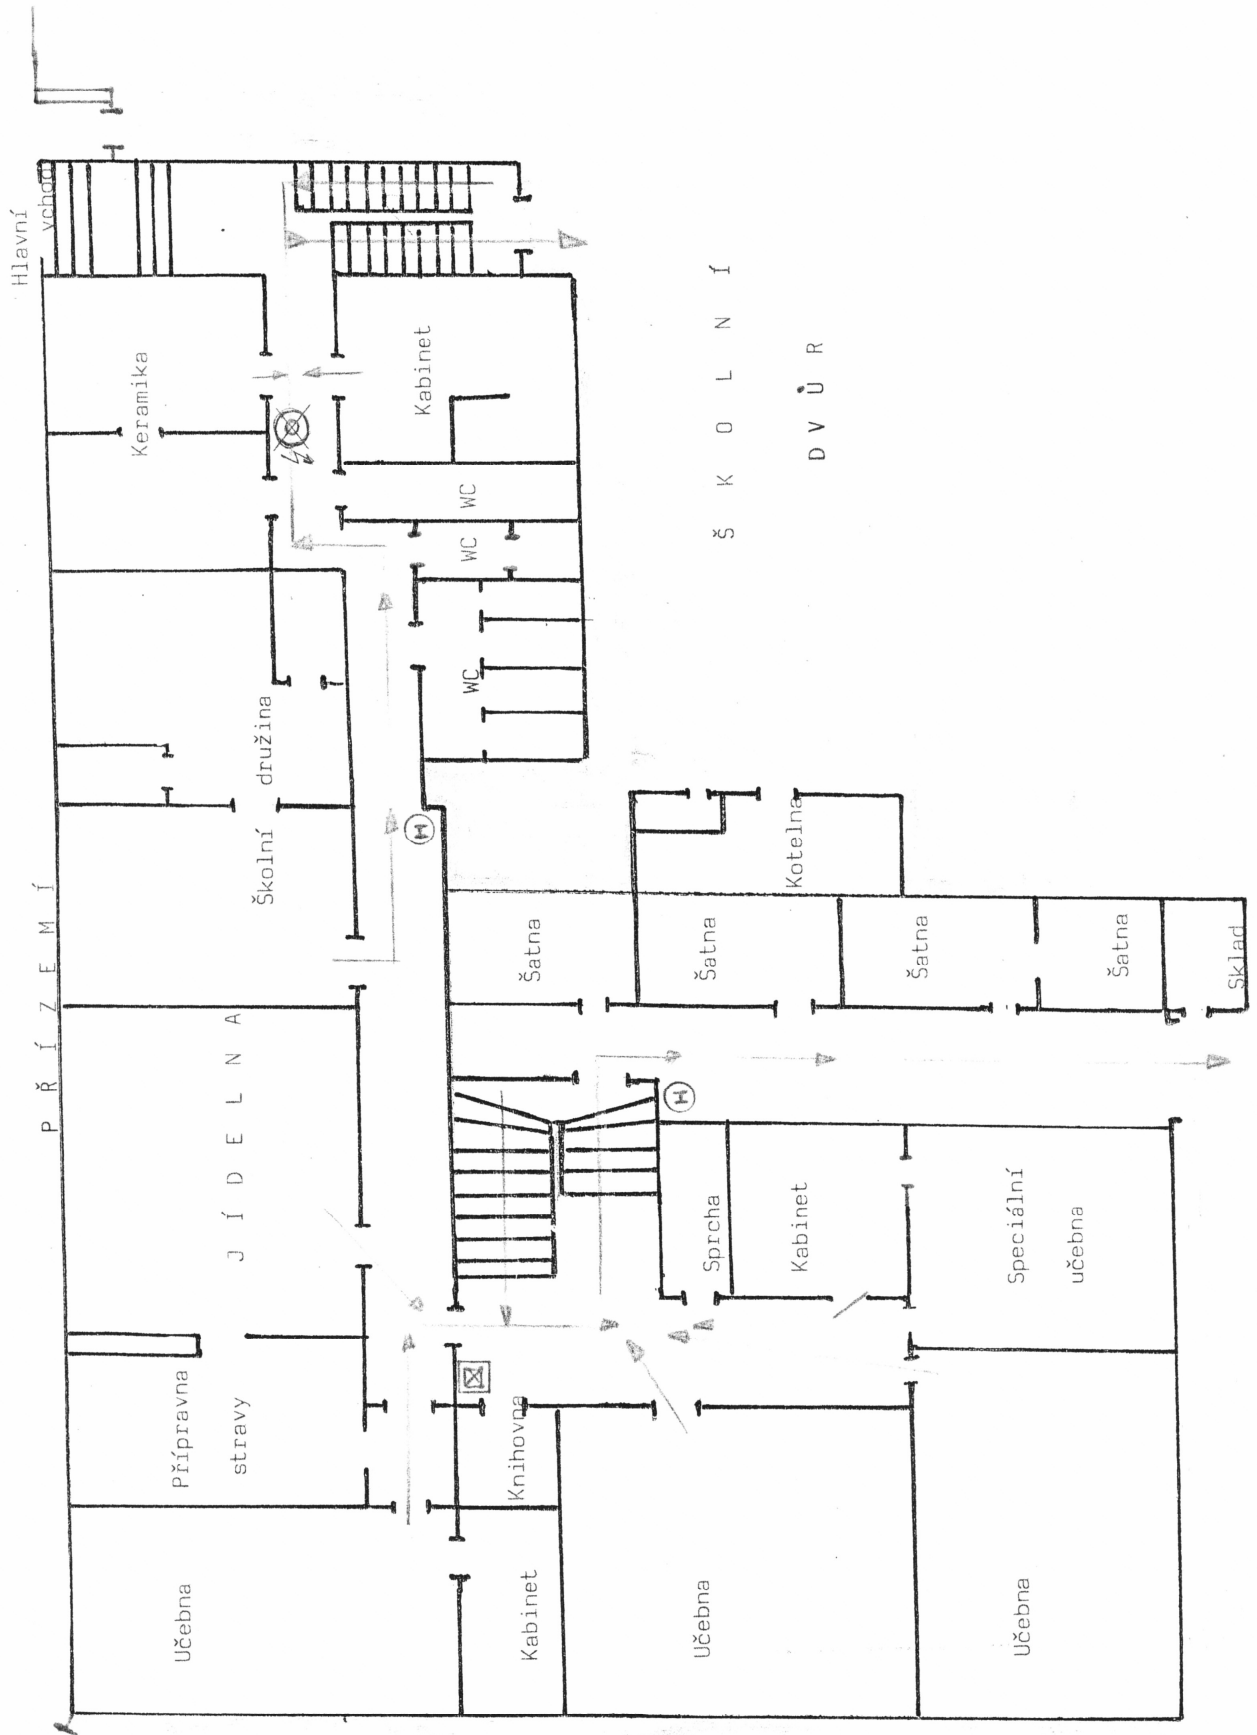 PŘÍZEMÍ
Hlavní
vchod
Učebna
Přípravna
stravy
JÍDELNA
Školní družina
Keramika
Kabinet
WC
WC
WC
H
Kabinet
Knihovna
Šatna
Šatna
Šatna
Šatna
Sklad
Kotelna
H
Sprcha
Kabinet
Speciální
učebna
Učebna
Učebna
ŠKOLNÍ
DVŮR